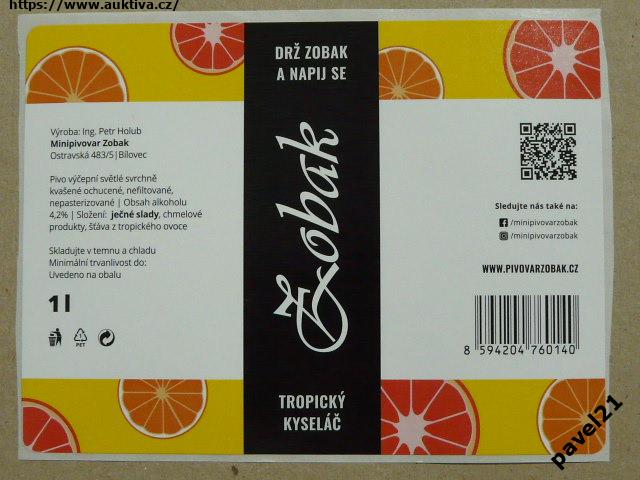 https://www.auktiva.cz/
DRŽ ZOBAK
A NAPIJ SE
Výroba: Ing. Petr Holub
Minipivovar Zobak
Ostravská 483/5|Bílovec
Pivo výčepní světlé svrchně
kvašené ochucené, nefiltrované,
nepasterizované | Obsah alkoholu
4,2% | Složení: ječné slady, chmelové
produkty, šťáva z tropického ovoce
Skladujte v temnu a chladu
Minimální trvanlivost do:
Uvedeno na obalu
1 l
PET
Zobak
TROPICKÝ
KYSELÁČ
Sledujte nás také na:
/minipivovarzobak
/minipivovarzobak
WWW.PIVOVARZOBAK.CZ
8 594204 760140
pavel21